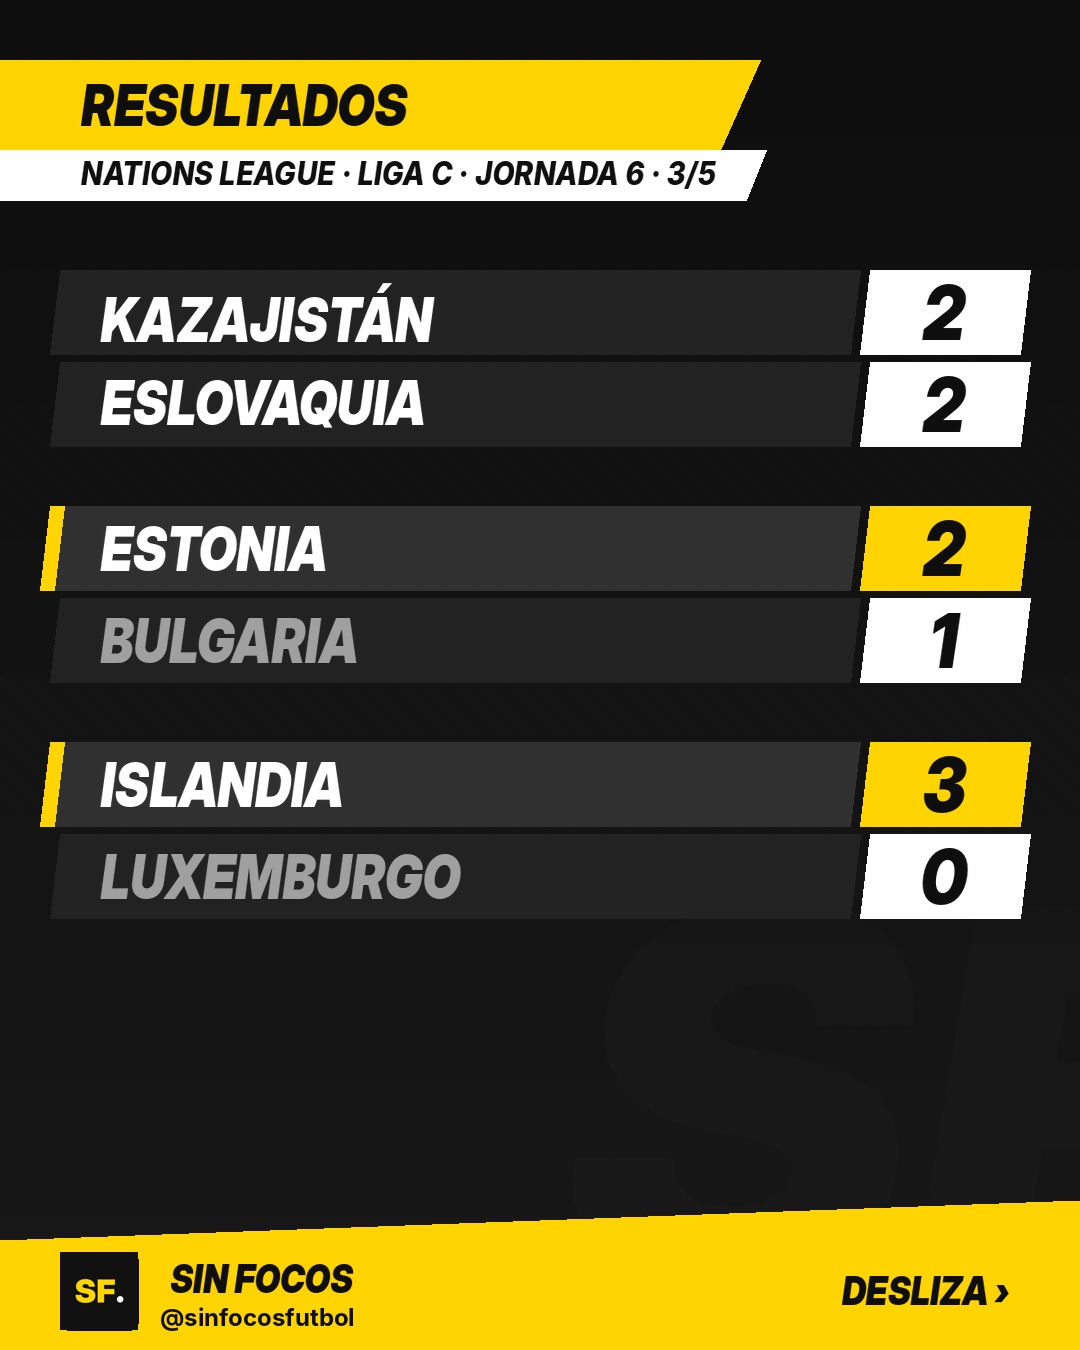 RESULTADOS
NATIONS LEAGUE · LIGA C · JORNADA 6 · 3/5
KAZAJISTÁN 2
ESLOVAQUIA 2
ESTONIA 2
BULGARIA 1
ISLANDIA 3
LUXEMBURGO 0
SF
SF.
SIN FOCOS
@sinfocosfutbol
DESLIZA ›